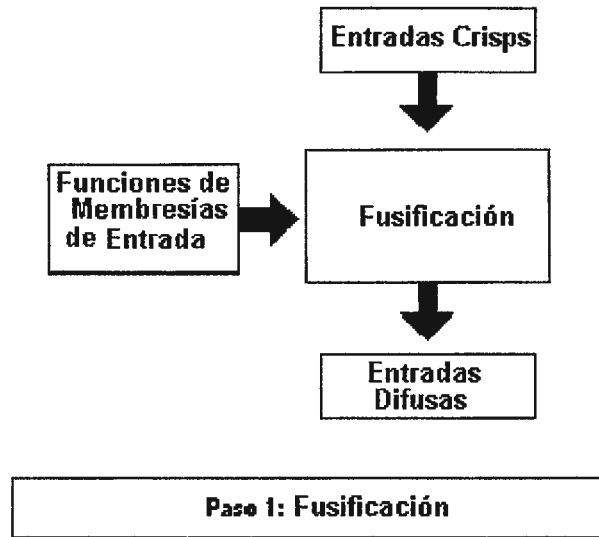 Entradas Crisps
Funciones de
Membresías
de Entrada
Fusificación
Entradas
Difusas
Paso 1: Fusificación